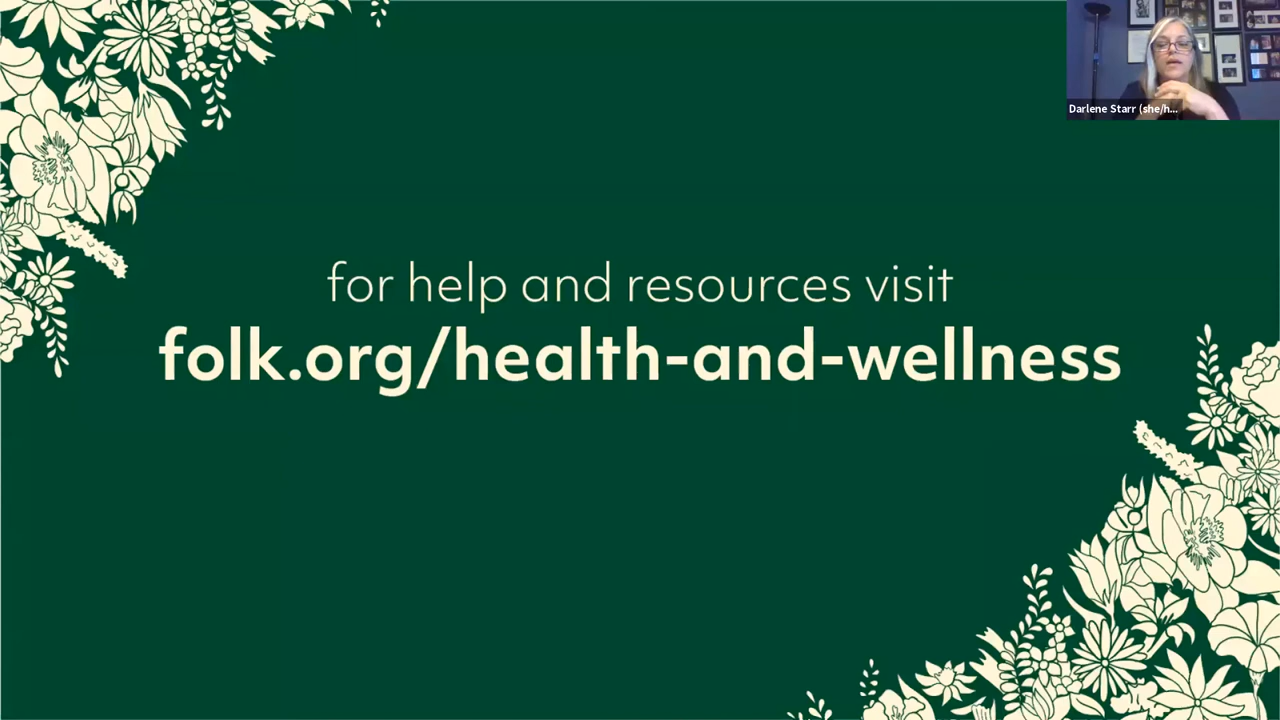 Darlene Starr (she/h...
for help and resources visit
folk.org/health-and-wellness